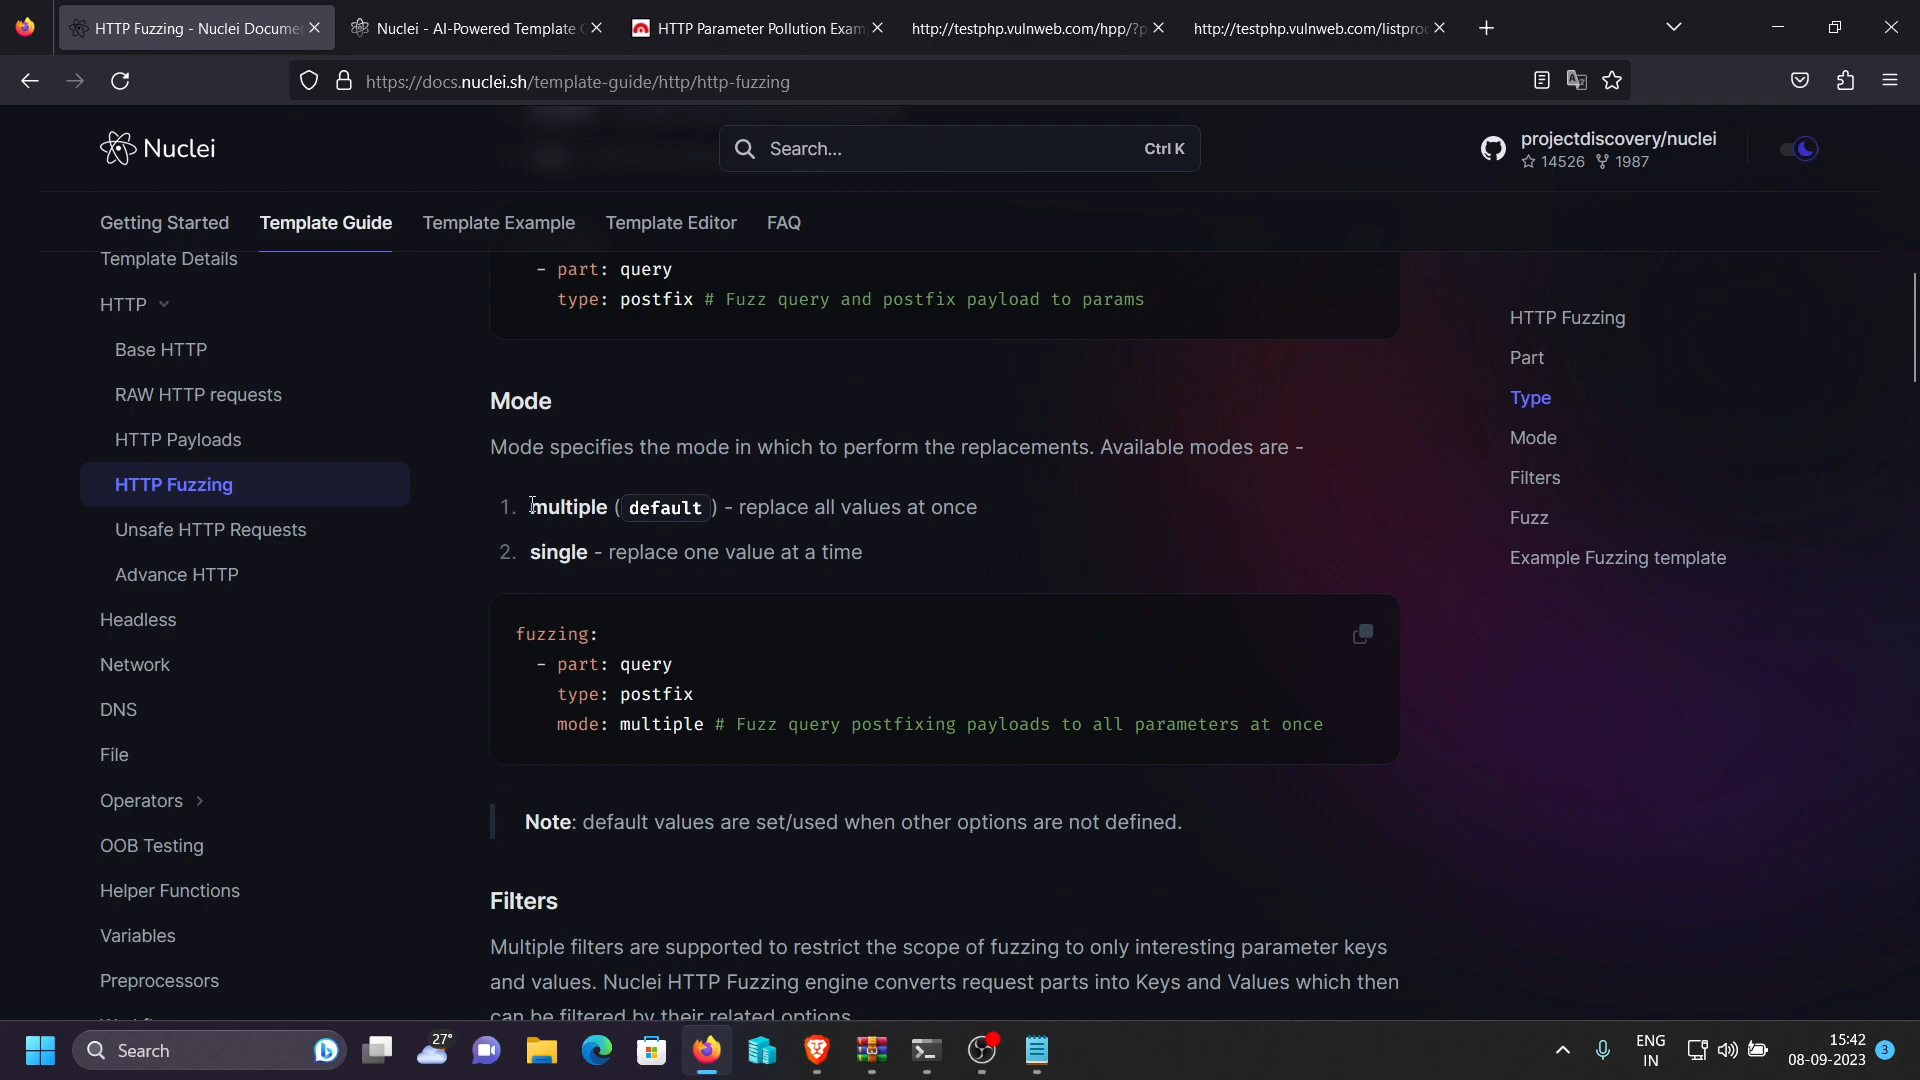 HTTP Fuzzing - Nuclei Docume
Nuclei - AI-Powered Template
HTTP Parameter Pollution Exam
http://testphp.vulnweb.com/hpp/?p
http://testphp.vulnweb.com/listproc
https://docs.nuclei.sh/template-guide/http/http-fuzzing
Nuclei
Search...
Ctrl K
projectdiscovery/nuclei
14526 1987
Getting Started
Template Guide
Template Example
Template Editor
FAQ
Template Details
HTTP
Base HTTP
RAW HTTP requests
HTTP Payloads
HTTP Fuzzing
Unsafe HTTP Requests
Advance HTTP
Headless
Network
DNS
File
Operators
OOB Testing
Helper Functions
Variables
Preprocessors
- part: query
type: postfix # Fuzz query and postfix payload to params
Mode
Mode specifies the mode in which to perform the replacements. Available modes are -
1. multiple (default) - replace all values at once
2. single - replace one value at a time
fuzzing:
- part: query
type: postfix
mode: multiple # Fuzz query postfixing payloads to all parameters at once
Note: default values are set/used when other options are not defined.
Filters
Multiple filters are supported to restrict the scope of fuzzing to only interesting parameter keys
and values. Nuclei HTTP Fuzzing engine converts request parts into Keys and Values which then
can be filtered by their related options.
HTTP Fuzzing
Part
Type
Mode
Filters
Fuzz
Example Fuzzing template
Search
27°
ENG
IN
15:42
08-09-2023
3